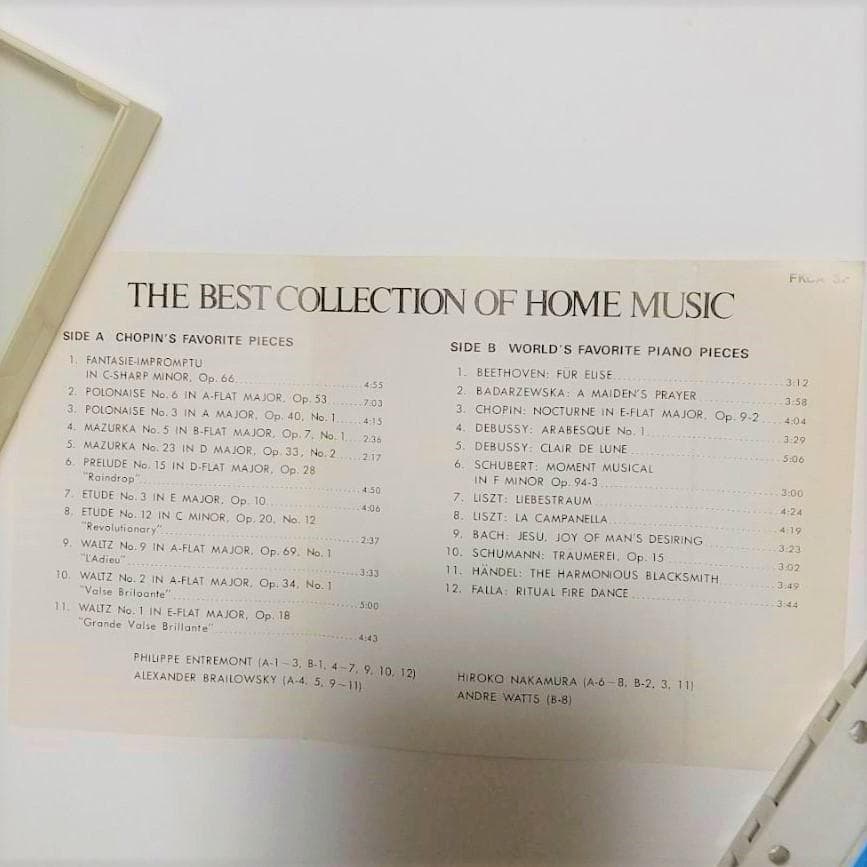 FKCA
THE BEST COLLECTION OF HOME MUSIC
SIDE A CHOPIN'S FAVORITE PIECES
1. FANTASIE-IMPROMPTU
IN C-SHARP MINOR, Op. 66 4:55
2. POLONAISE No. 6 IN A-FLAT MAJOR, Op. 53 7:03
3. POLONAISE No. 3 IN A MAJOR, Op. 40, No. 1 4:15
4. MAZURKA No. 5 IN B-FLAT MAJOR, Op. 7, No. 1 2:36
5. MAZURKA No. 23 IN D MAJOR, Op. 33, No. 2 2:17
6. PRELUDE No. 15 IN D-FLAT MAJOR, Op. 28
"Raindrop" 4:50
7. ETUDE No. 3 IN E MAJOR, Op. 10 4:06
8. ETUDE No. 12 IN C MINOR, Op. 20, No. 12
"Revolutionary" 2:37
9. WALTZ No. 9 IN A-FLAT MAJOR, Op. 69, No. 1
"L'Adieu" 3:33
10. WALTZ No. 2 IN A-FLAT MAJOR, Op. 34, No. 1
"Valse Briloante" 5:00
11. WALTZ No. 1 IN E-FLAT MAJOR, Op. 18
"Grande Valse Brillante" 4:43
SIDE B WORLD'S FAVORITE PIANO PIECES
1. BEETHOVEN: FÜR ELISE 3:12
2. BADARZEWSKA: A MAIDEN'S PRAYER 3:58
3. CHOPIN: NOCTURNE IN E-FLAT MAJOR, Op. 9-2 4:04
4. DEBUSSY: ARABESQUE No. 1 3:29
5. DEBUSSY: CLAIR DE LUNE 5:06
6. SCHUBERT: MOMENT MUSICAL
IN F MINOR Op. 94-3 3:00
7. LISZT: LIEBESTRAUM 4:24
8. LISZT: LA CAMPANELLA 4:19
9. BACH: JESU, JOY OF MAN'S DESIRING 3:23
10. SCHUMANN: TRAUMEREI, Op. 15 3:02
11. HÄNDEL: THE HARMONIOUS BLACKSMITH 3:49
12. FALLA: RITUAL FIRE DANCE 3:44
PHILIPPE ENTREMONT (A-1~3, B-1, 4~7, 9, 10, 12)
ALEXANDER BRAILOWSKY (A-4, 5, 9~11)
HIROKO NAKAMURA (A-6~8, B-2, 3, 11)
ANDRE WATTS (B-8)